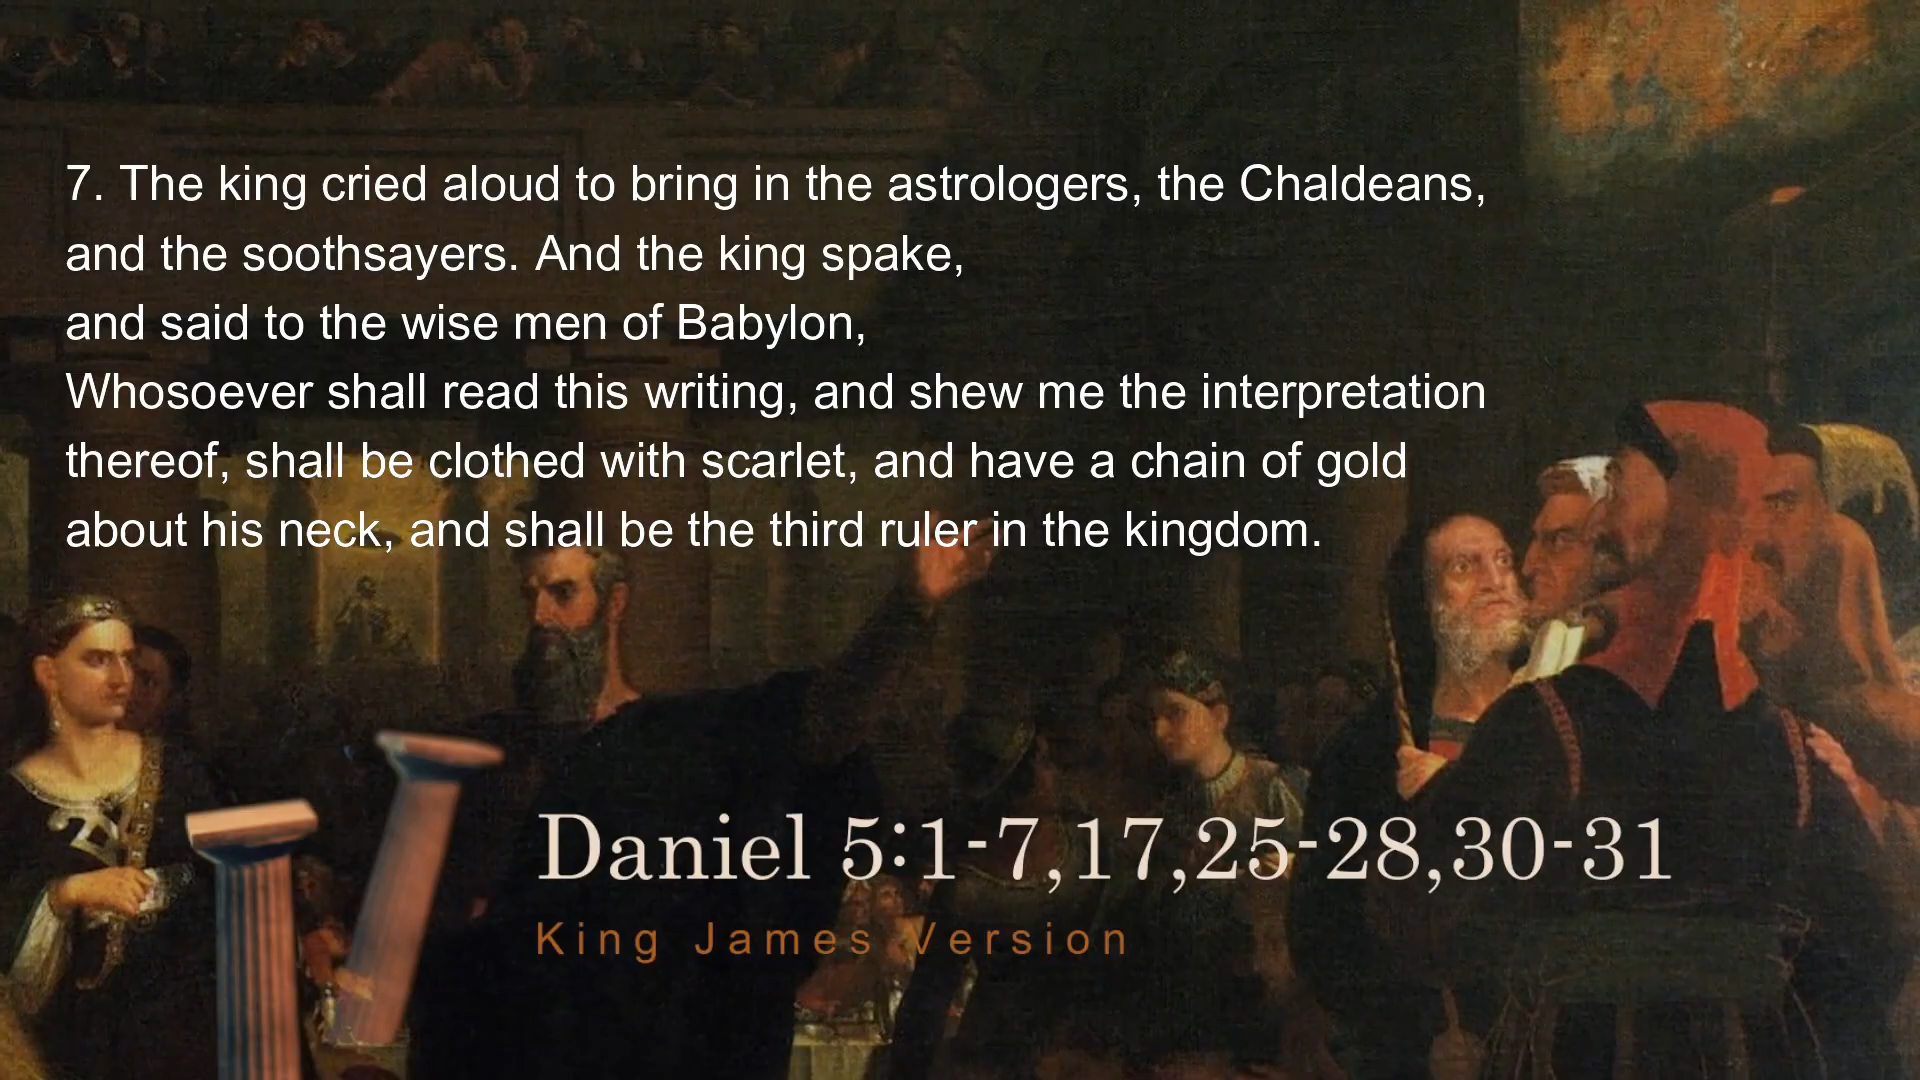 7. The king cried aloud to bring in the astrologers, the Chaldeans,
and the soothsayers. And the king spake,
and said to the wise men of Babylon,
Whosoever shall read this writing, and shew me the interpretation
thereof, shall be clothed with scarlet, and have a chain of gold
about his neck, and shall be the third ruler in the kingdom.
Daniel 5:1-7,17,25-28,30-31
King James Version